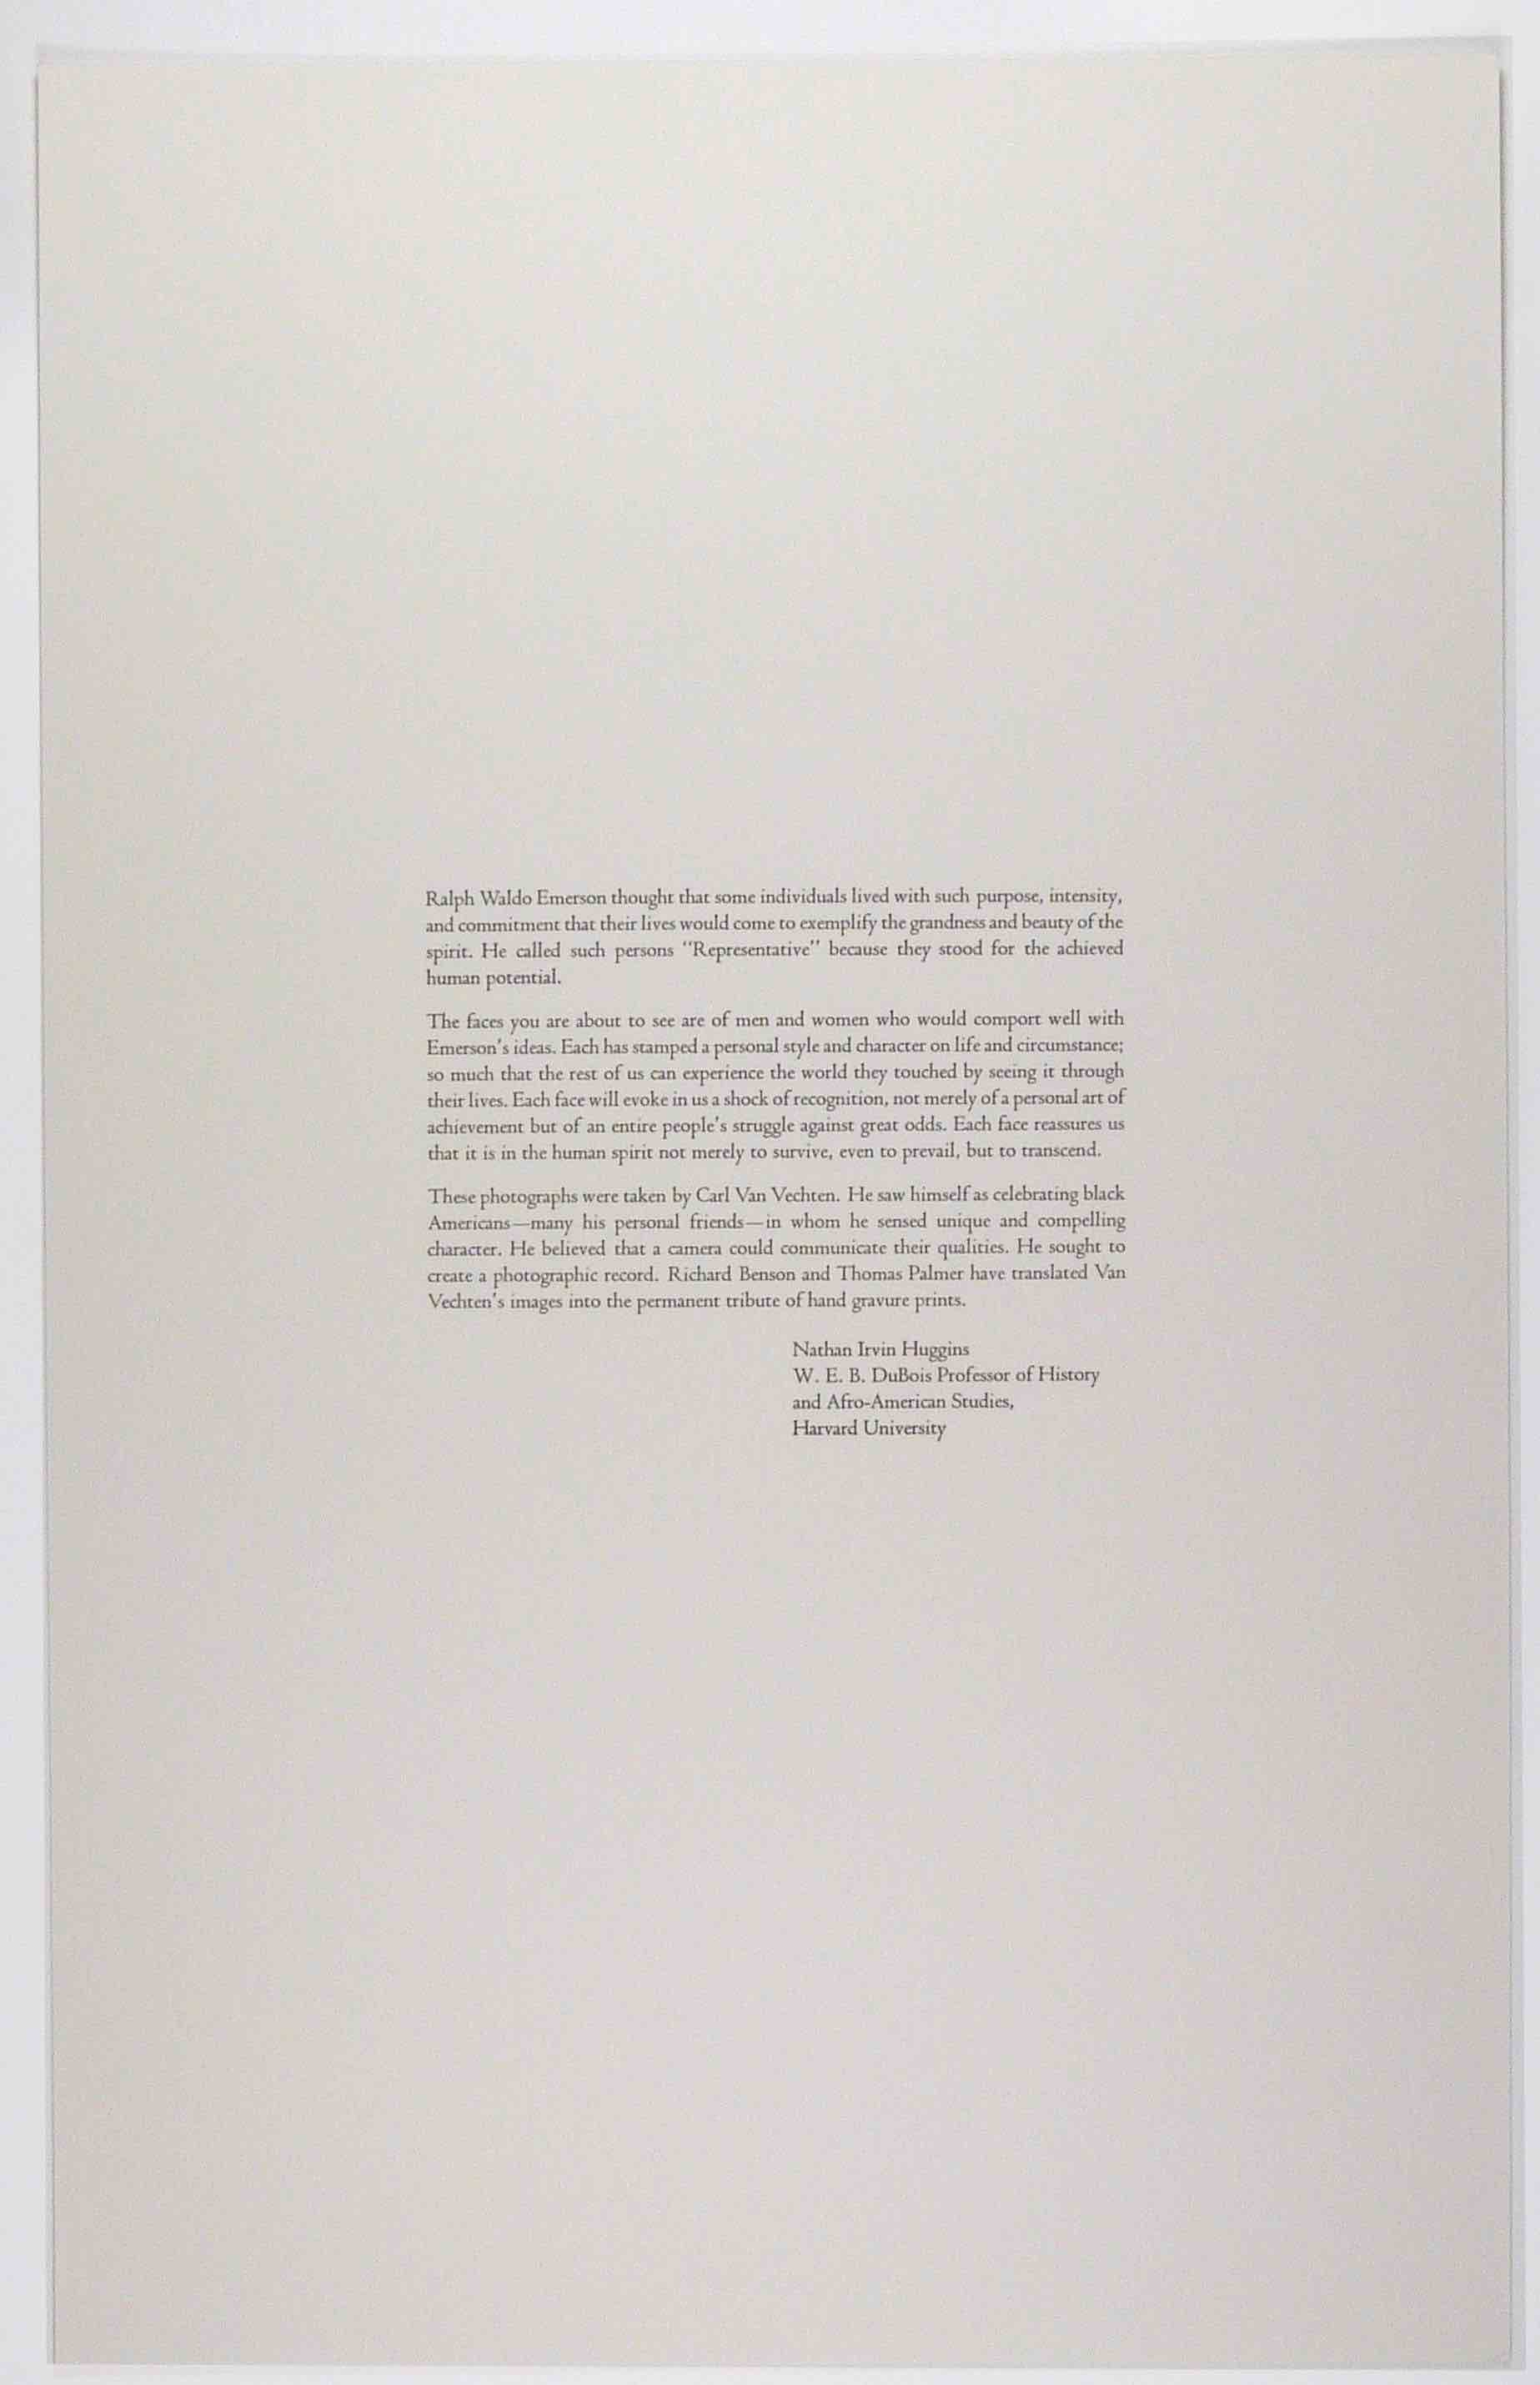 Ralph Waldo Emerson thought that some individuals lived with such purpose, intensity,
and commitment that their lives would come to exemplify the grandness and beauty of the
spirit. He called such persons "Representative" because they stood for the achieved
human potential.
The faces you are about to see are of men and women who would comport well with
Emerson's ideas. Each has stamped a personal style and character on life and circumstance;
so much that the rest of us can experience the world they touched by seeing it through
their lives. Each face will evoke in us a shock of recognition, not merely of a personal art of
achievement but of an entire people's struggle against great odds. Each face reassures us
that it is in the human spirit not merely to survive, even to prevail, but to transcend.
These photographs were taken by Carl Van Vechten. He saw himself as celebrating black
Americans—many his personal friends—in whom he sensed unique and compelling
character. He believed that a camera could communicate their qualities. He sought to
create a photographic record. Richard Benson and Thomas Palmer have translated Van
Vechten's images into the permanent tribute of hand gravure prints.
Nathan Irvin Huggins
W. E. B. DuBois Professor of History
and Afro-American Studies,
Harvard University